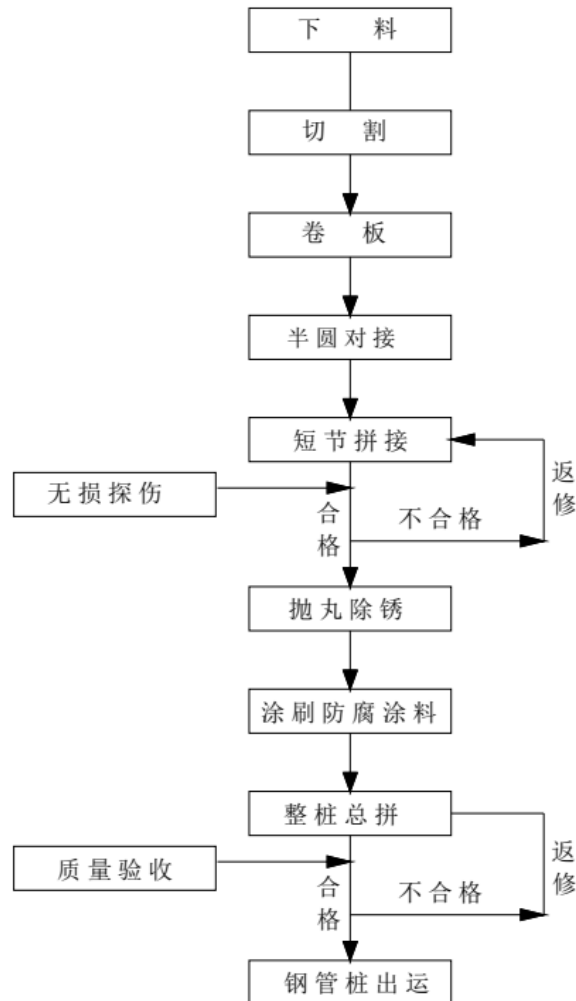 下 料
切 割
卷 板
半圆对接
短节拼接
返修
无损探伤
合格
不合格
抛丸除锈
涂刷防腐涂料
整桩总拼
返修
质量验收
合格
不合格
钢管桩出运